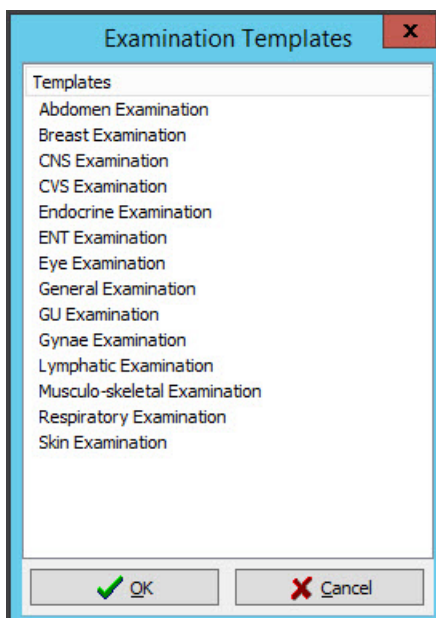 Examination Templates
x
Templates
Abdomen Examination
Breast Examination
CNS Examination
CVS Examination
Endocrine Examination
ENT Examination
Eye Examination
General Examination
GU Examination
Gynae Examination
Lymphatic Examination
Musculo-skeletal Examination
Respiratory Examination
Skin Examination
OK Cancel